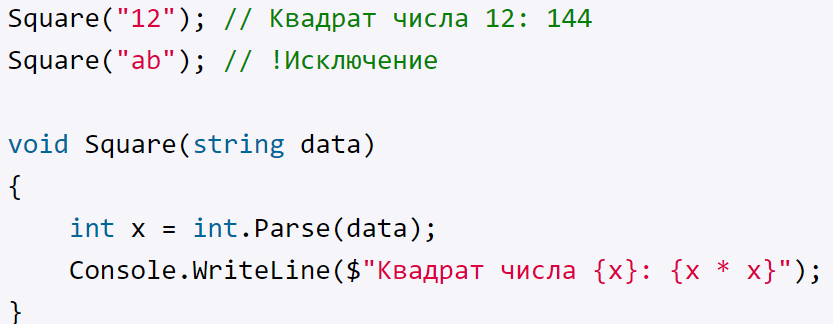 Square("12"); // Квадрат числа 12: 144
Square("ab"); // !Исключение

void Square(string data)
{
    int x = int.Parse(data);
    Console.WriteLine($"Квадрат числа {x}: {x * x}");
}